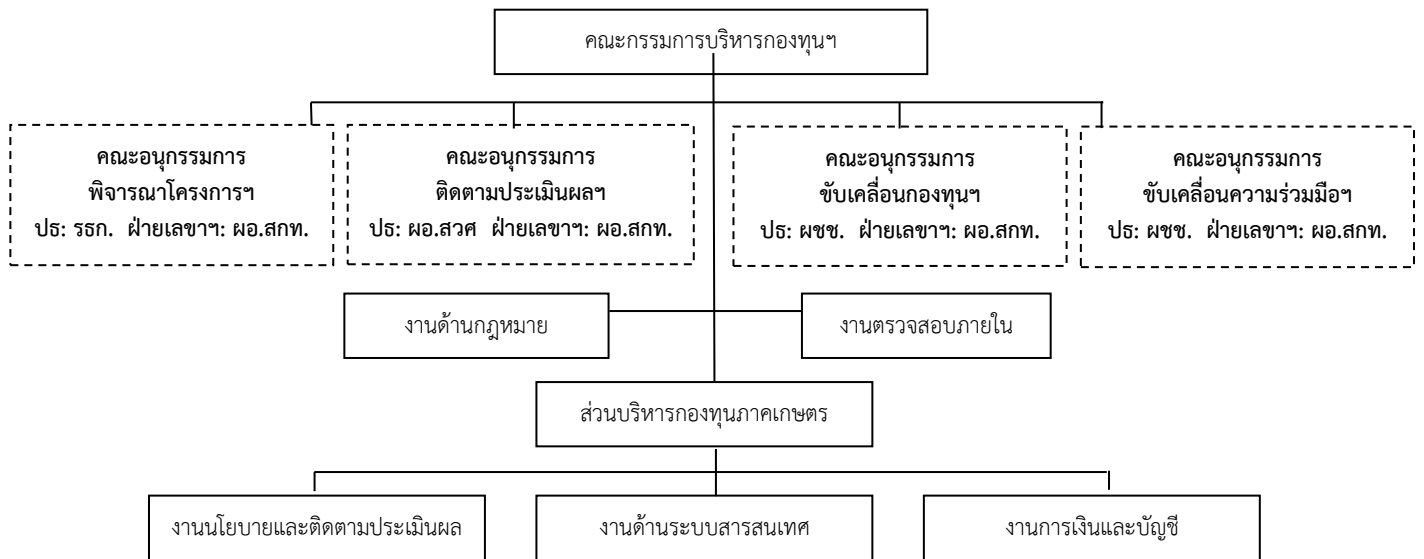 คณะกรรมการบริหารกองทุนฯ
คณะอนุกรรมการ
พิจารณาโครงการฯ
ปธ: รธก. ฝ่ายเลขาฯ: ผอ.สกท.
คณะอนุกรรมการ
ติดตามประเมินผลฯ
ปธ: ผอ.สวศ ฝ่ายเลขาฯ: ผอ.สกท.
คณะอนุกรรมการ
ขับเคลื่อนกองทุนฯ
ปธ: ผชช. ฝ่ายเลขาฯ: ผอ.สกท.
คณะอนุกรรมการ
ขับเคลื่อนความร่วมมือฯ
ปธ: ผชช. ฝ่ายเลขาฯ: ผอ.สกท.
งานด้านกฎหมาย
งานตรวจสอบภายใน
ส่วนบริหารกองทุนภาคเกษตร
งานนโยบายและติดตามประเมินผล
งานด้านระบบสารสนเทศ
งานการเงินและบัญชี